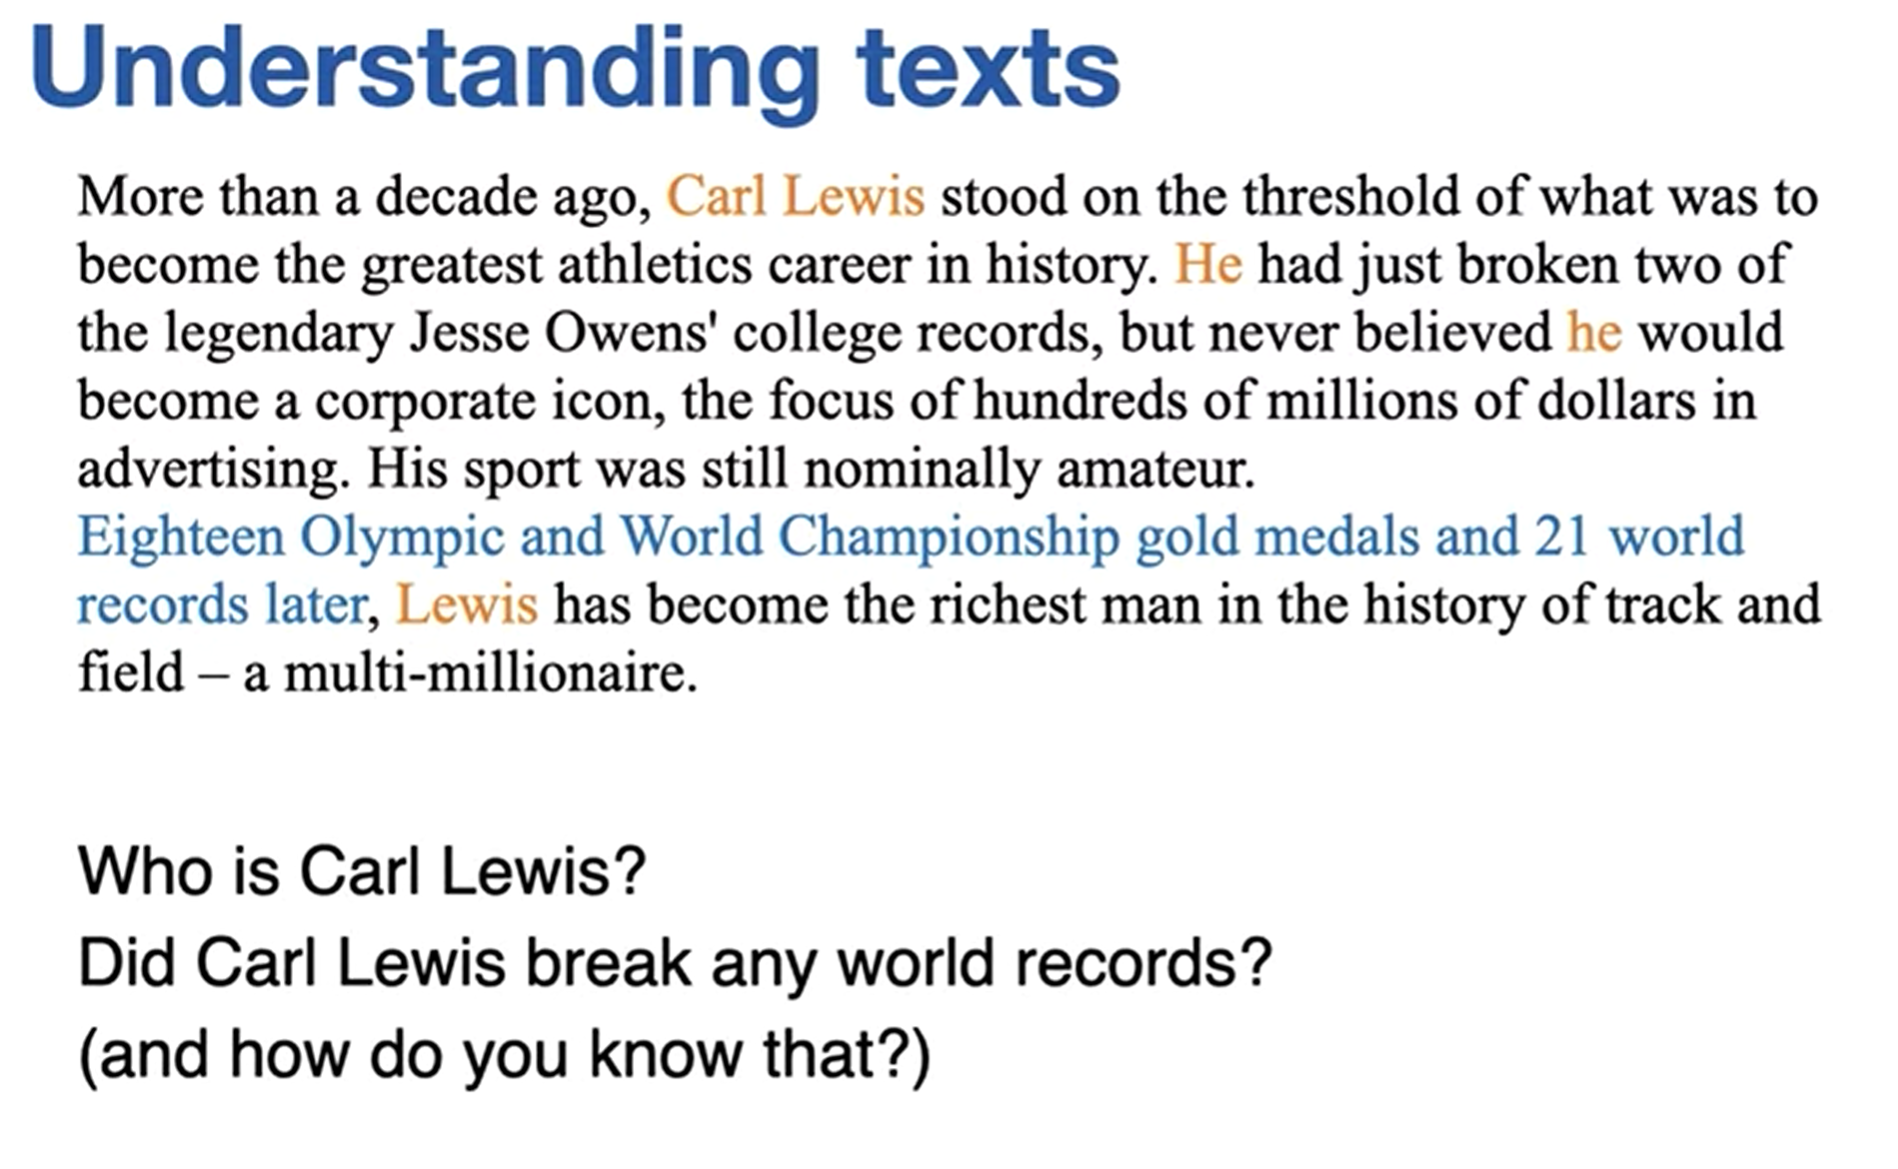 Understanding texts
More than a decade ago, Carl Lewis stood on the threshold of what was to
become the greatest athletics career in history. He had just broken two of
the legendary Jesse Owens' college records, but never believed he would
become a corporate icon, the focus of hundreds of millions of dollars in
advertising. His sport was still nominally amateur.
Eighteen Olympic and World Championship gold medals and 21 world
records later, Lewis has become the richest man in the history of track and
field – a multi-millionaire.
Who is Carl Lewis?
Did Carl Lewis break any world records?
(and how do you know that?)